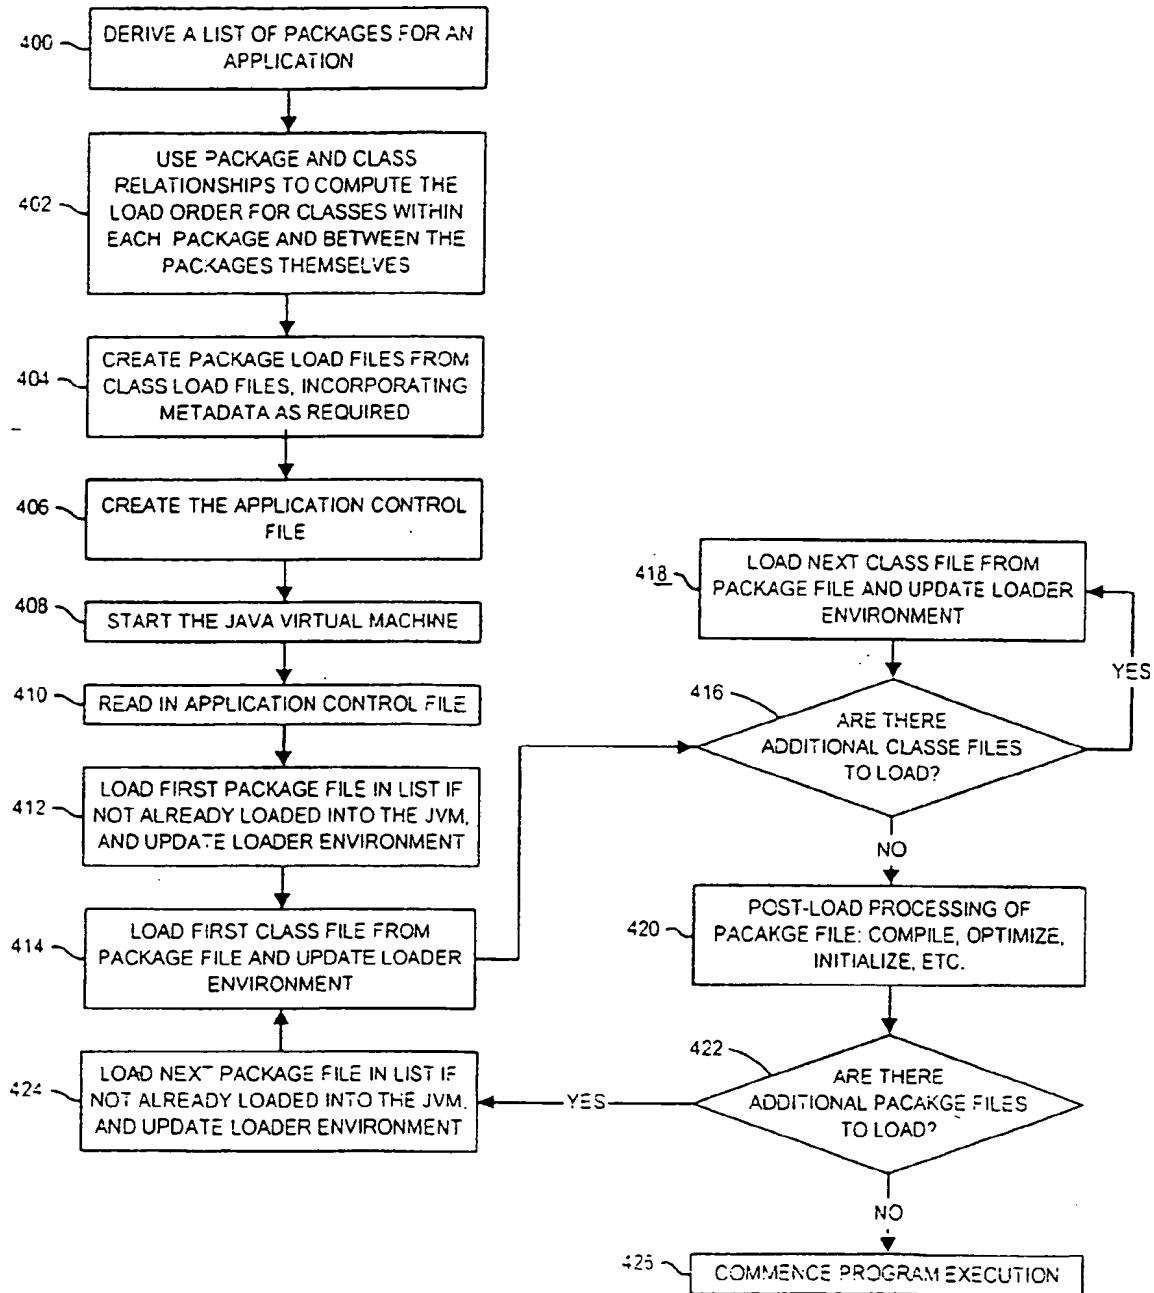 400
DERIVE A LIST OF PACKAGES FOR AN
APPLICATION
402
USE PACKAGE AND CLASS
RELATIONSHIPS TO COMPUTE THE
LOAD ORDER FOR CLASSES WITHIN
EACH PACKAGE AND BETWEEN THE
PACKAGES THEMSELVES
404
CREATE PACKAGE LOAD FILES FROM
CLASS LOAD FILES, INCORPORATING
METADATA AS REQUIRED
406
CREATE THE APPLICATION CONTROL
FILE
408
START THE JAVA VIRTUAL MACHINE
410
READ IN APPLICATION CONTROL FILE
412
LOAD FIRST PACKAGE FILE IN LIST IF
NOT ALREADY LOADED INTO THE JVM,
AND UPDATE LOADER ENVIRONMENT
414
LOAD FIRST CLASS FILE FROM
PACKAGE FILE AND UPDATE LOADER
ENVIRONMENT
424
LOAD NEXT PACKAGE FILE IN LIST IF
NOT ALREADY LOADED INTO THE JVM,
AND UPDATE LOADER ENVIRONMENT
418
LOAD NEXT CLASS FILE FROM
PACKAGE FILE AND UPDATE LOADER
ENVIRONMENT
YES
416
ARE THERE
ADDITIONAL CLASSE FILES
TO LOAD?
NO
420
POST-LOAD PROCESSING OF
PACAKGE FILE: COMPILE, OPTIMIZE,
INITIALIZE, ETC.
422
ARE THERE
ADDITIONAL PACAKGE FILES
TO LOAD?
YES
NO
426
COMMENCE PROGRAM EXECUTION